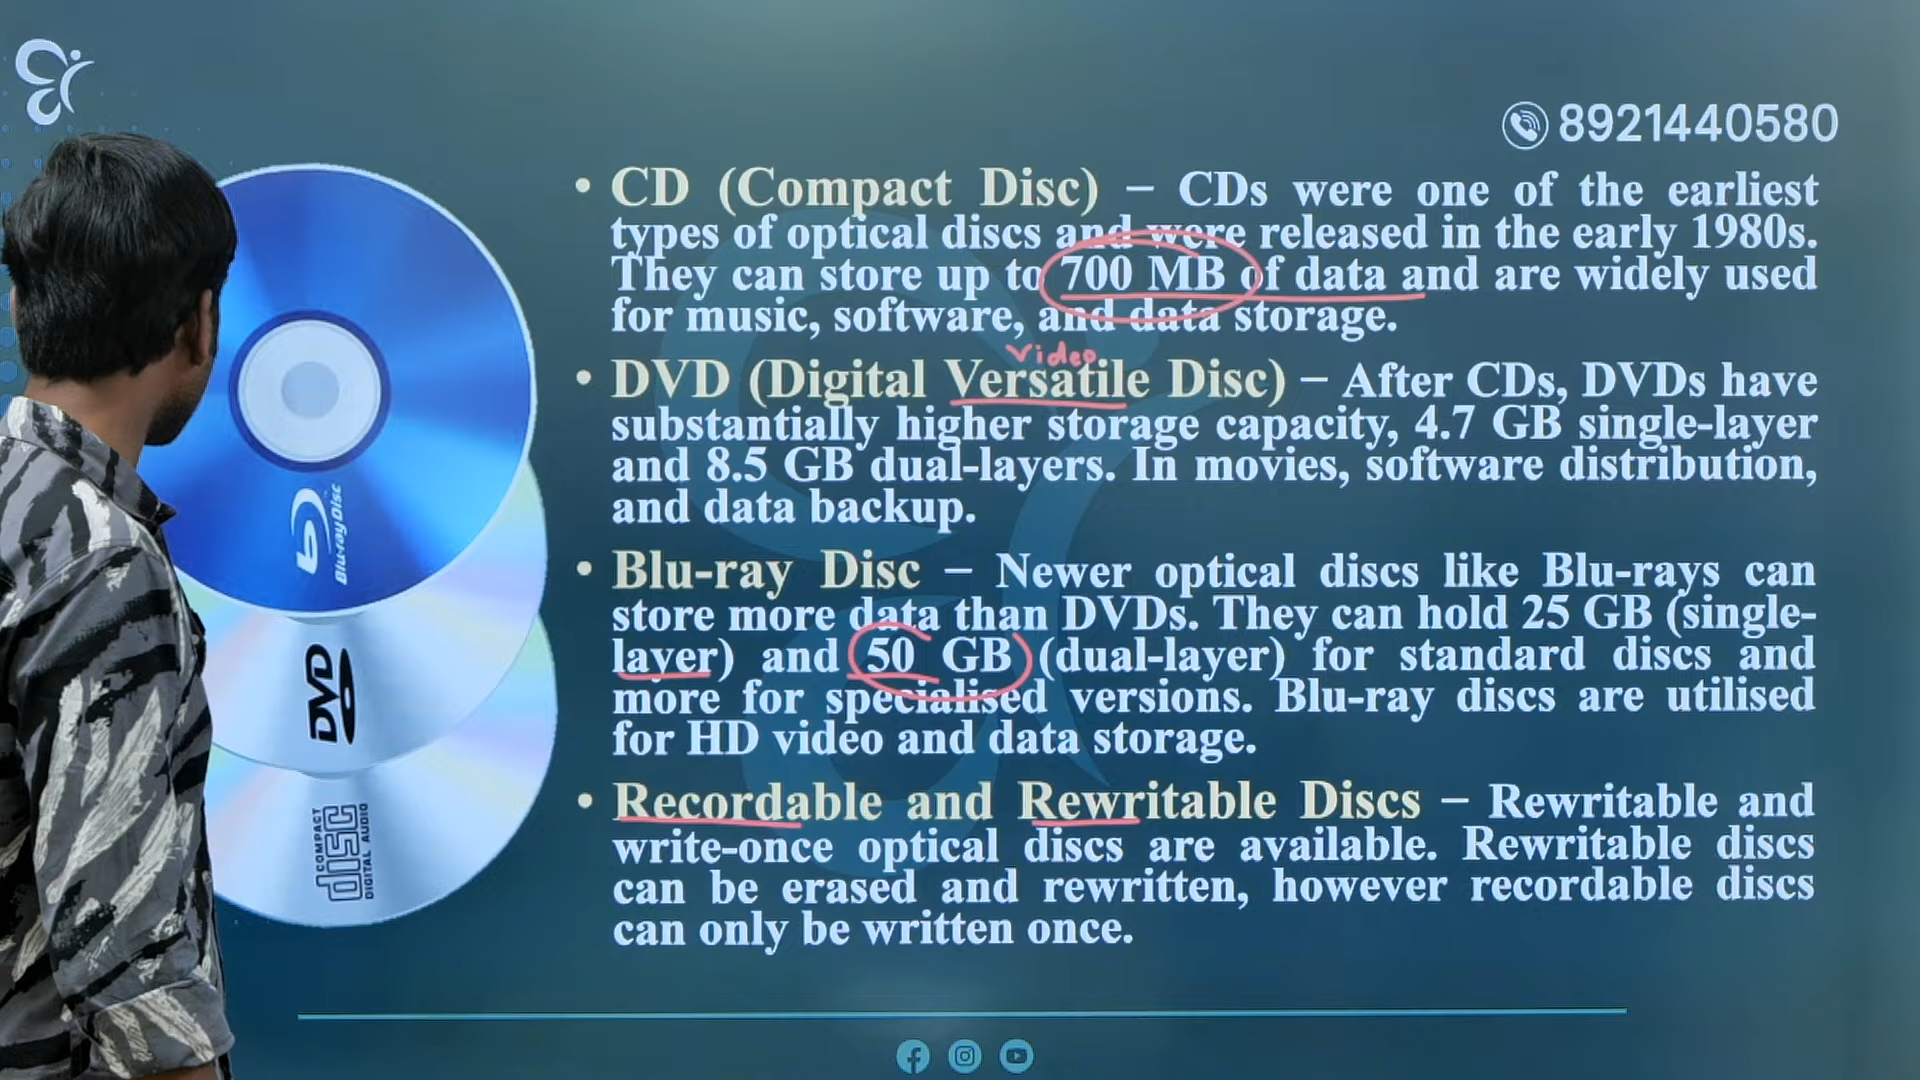 8921440580
• CD (Compact Disc) – CDs were one of the earliest
types of optical discs and were released in the early 1980s.
They can store up to 700 MB of data and are widely used
for music, software, and data storage.
Video
• DVD (Digital Versatile Disc) – After CDs, DVDs have
substantially higher storage capacity, 4.7 GB single-layer
and 8.5 GB dual-layers. In movies, software distribution,
and data backup.
• Blu-ray Disc – Newer optical discs like Blu-rays can
store more data than DVDs. They can hold 25 GB (single-
layer) and 50 GB (dual-layer) for standard discs and
more for specialised versions. Blu-ray discs are utilised
for HD video and data storage.
• Recordable and Rewritable Discs – Rewritable and
write-once optical discs are available. Rewritable discs
can be erased and rewritten, however recordable discs
can only be written once.
Blu-ray Disc
DVD
COMPACT
disc
DIGITAL AUDIO